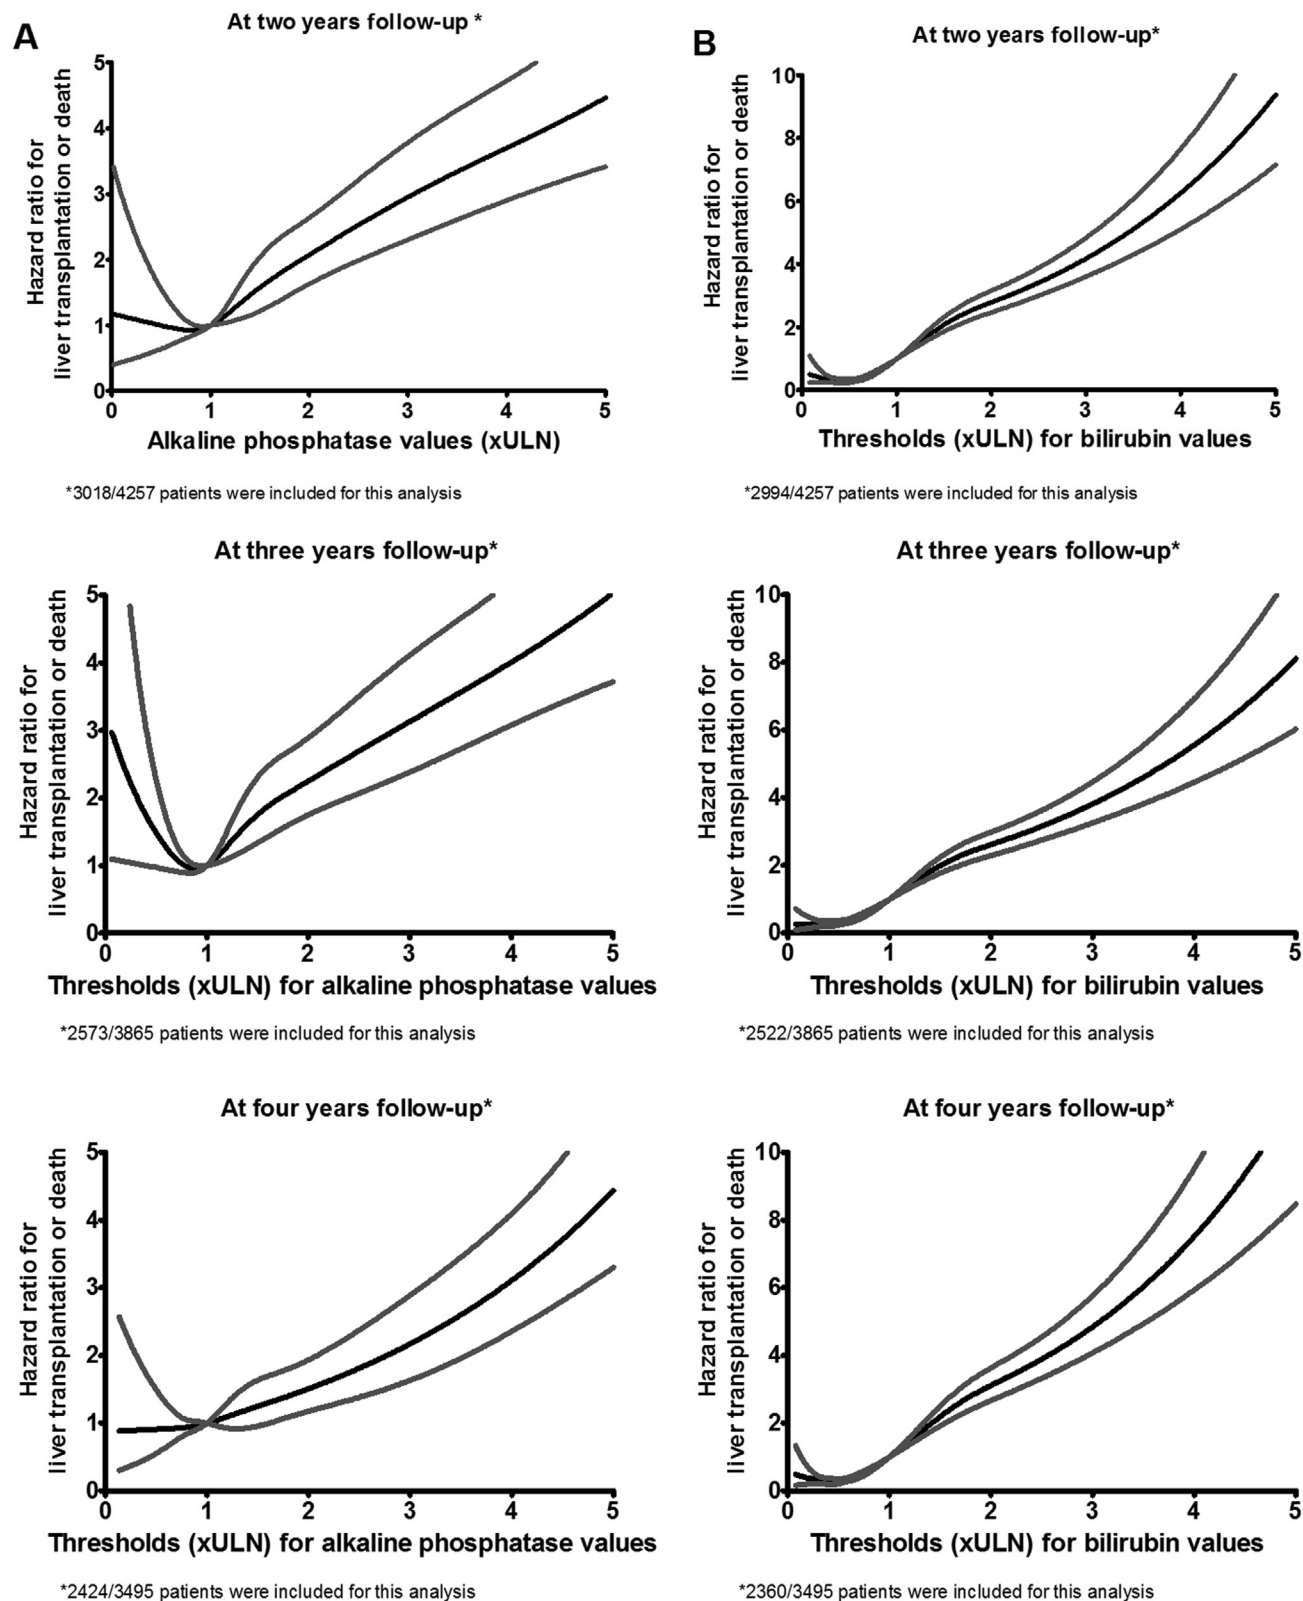 A
At two years follow-up *
Hazard ratio for
liver transplantation or death
5
4
3
2
1
0
0 1 2 3 4 5
Alkaline phosphatase values (xULN)
*3018/4257 patients were included for this analysis
B
At two years follow-up*
Hazard ratio for
liver transplantation or death
10
8
6
4
2
0
0 1 2 3 4 5
Thresholds (xULN) for bilirubin values
*2994/4257 patients were included for this analysis
At three years follow-up*
Hazard ratio for
liver transplantation or death
5
4
3
2
1
0
0 1 2 3 4 5
Thresholds (xULN) for alkaline phosphatase values
*2573/3865 patients were included for this analysis
At three years follow-up*
Hazard ratio for
liver transplantation or death
10
8
6
4
2
0
0 1 2 3 4 5
Thresholds (xULN) for bilirubin values
*2522/3865 patients were included for this analysis
At four years follow-up*
Hazard ratio for
liver transplantation or death
5
4
3
2
1
0
0 1 2 3 4 5
Thresholds (xULN) for alkaline phosphatase values
*2424/3495 patients were included for this analysis
At four years follow-up*
Hazard ratio for
liver transplantation or death
10
8
6
4
2
0
0 1 2 3 4 5
Thresholds (xULN) for bilirubin values
*2360/3495 patients were included for this analysis